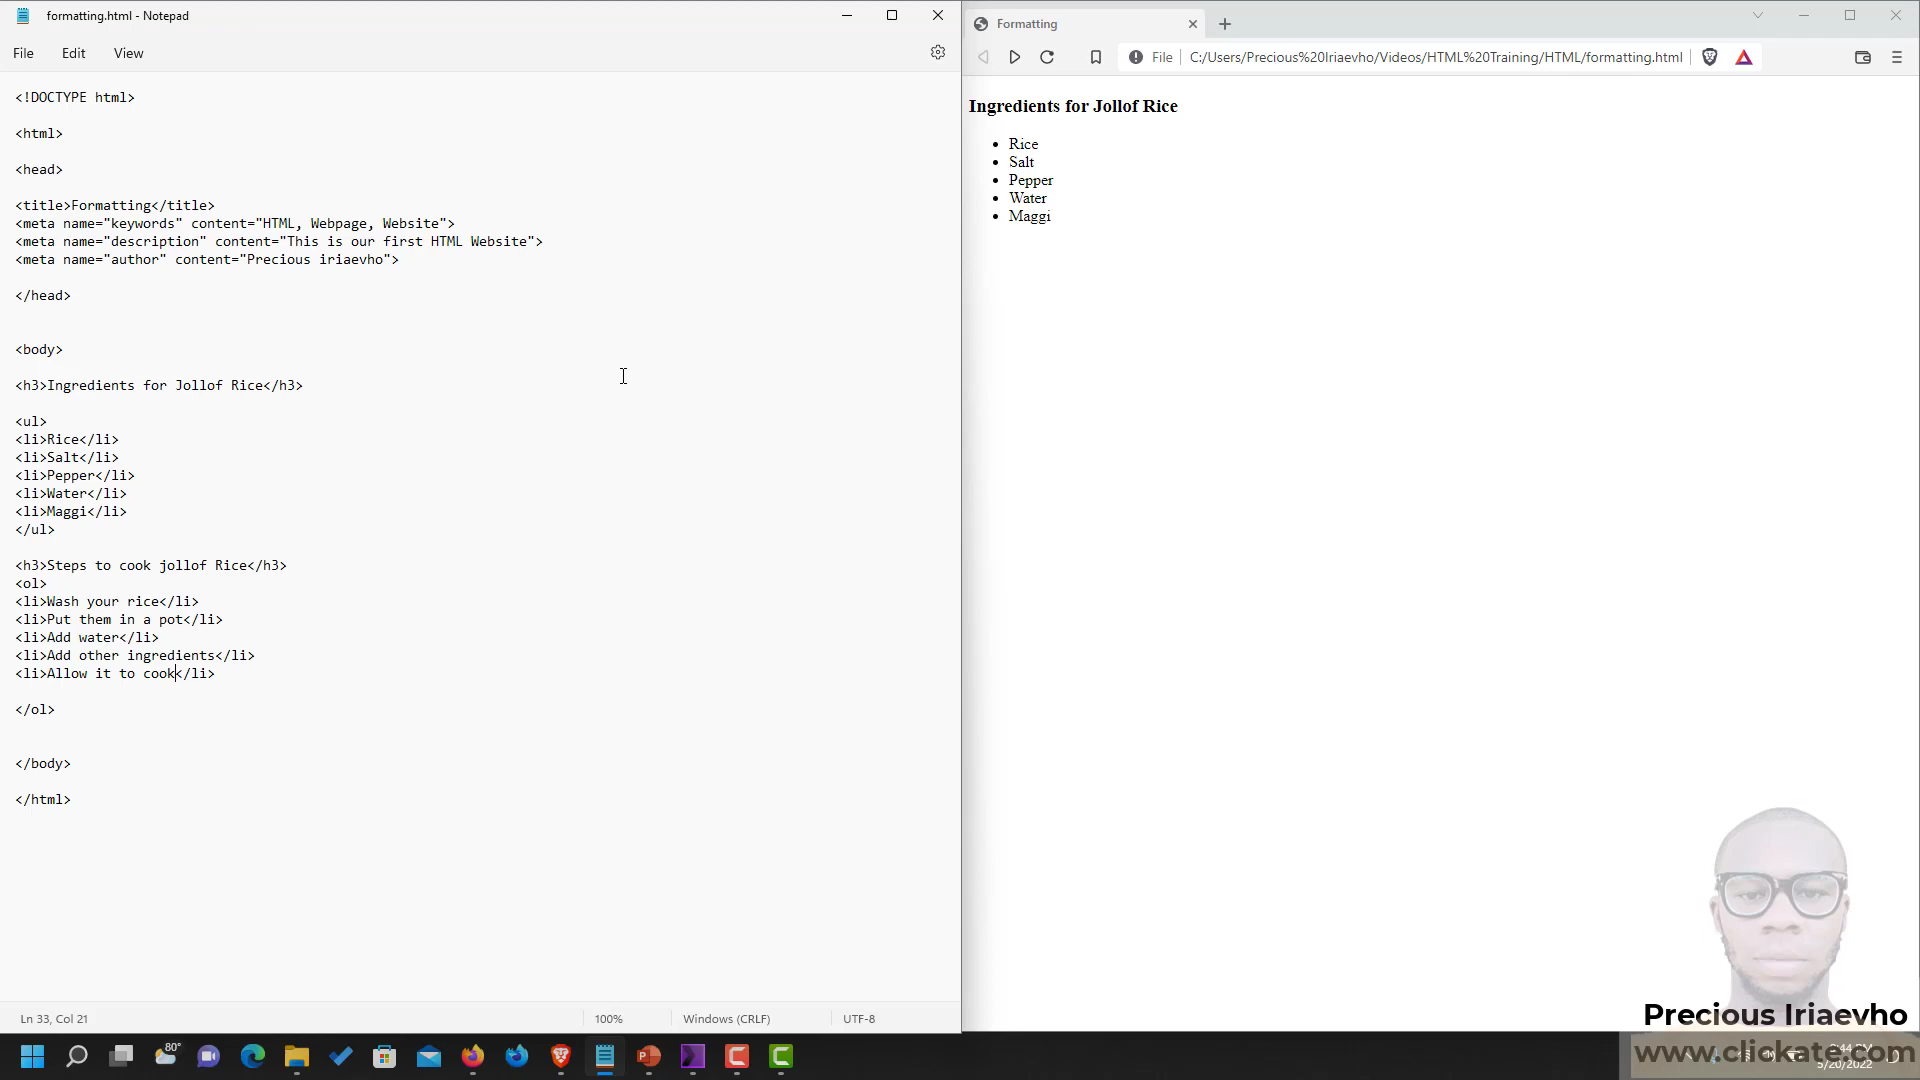 formatting.html - Notepad
File Edit View
<!DOCTYPE html>
<html>
<head>
<title>Formatting</title>
<meta name="keywords" content="HTML, Webpage, Website">
<meta name="description" content="This is our first HTML Website">
<meta name="author" content="Precious iriaevho">
</head>
<body>
<h3>Ingredients for Jollof Rice</h3>
<ul>
<li>Rice</li>
<li>Salt</li>
<li>Pepper</li>
<li>Water</li>
<li>Maggi</li>
</ul>
<h3>Steps to cook jollof Rice</h3>
<ol>
<li>Wash your rice</li>
<li>Put them in a pot</li>
<li>Add water</li>
<li>Add other ingredients</li>
<li>Allow it to cook</li>
</ol>
</body>
</html>
Ln 33, Col 21 100% Windows (CRLF) UTF-8
Formatting
File C:/Users/Precious%20Iriaevho/Videos/HTML%20Training/HTML/formatting.html
Ingredients for Jollof Rice
• Rice
• Salt
• Pepper
• Water
• Maggi
Precious Iriaevho
www.clickate.com
80°
5/20/2022